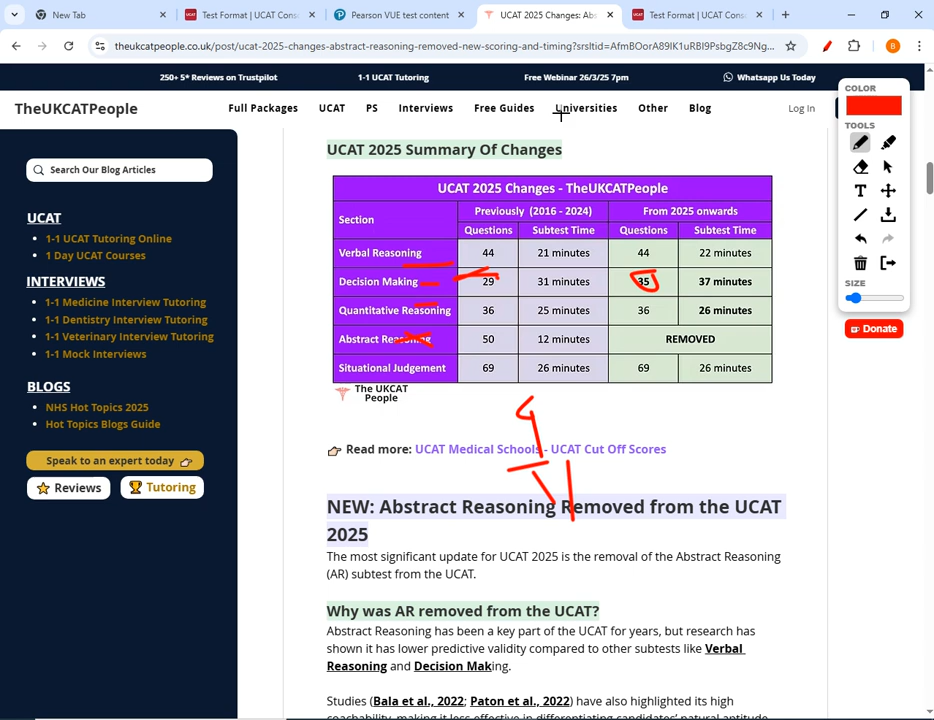 New Tab
Test Format | UCAT Cons
Pearson VUE test content
UCAT 2025 Changes: Abs
Test Format | UCAT Cons
theukcatpeople.co.uk/post/ucat-2025-changes-abstract-reasoning-removed-new-scoring-and-timing?srsltid=AfmBOorA89IK1uRBI9PsbgZ8c9Ng...
B
250+ 5* Reviews on Trustpilot
1-1 UCAT Tutoring
Free Webinar 26/3/25 7pm
Whatsapp Us Today
TheUKCATPeople
Full Packages UCAT PS Interviews Free Guides Universities Other Blog
Log In
COLOR
TOOLS
T
SIZE
Donate
Search Our Blog Articles
UCAT
1-1 UCAT Tutoring Online
1 Day UCAT Courses
INTERVIEWS
1-1 Medicine Interview Tutoring
1-1 Dentistry Interview Tutoring
1-1 Veterinary Interview Tutoring
1-1 Mock Interviews
BLOGS
NHS Hot Topics 2025
Hot Topics Blogs Guide
Speak to an expert today
Reviews
Tutoring
UCAT 2025 Summary Of Changes
UCAT 2025 Changes - TheUKCATPeople
Section Previously (2016 - 2024) From 2025 onwards
Questions Subtest Time Questions Subtest Time
Verbal Reasoning 44 21 minutes 44 22 minutes
Decision Making 29 31 minutes 35 37 minutes
Quantitative Reasoning 36 25 minutes 36 26 minutes
Abstract Reasoning 50 12 minutes REMOVED
Situational Judgement 69 26 minutes 69 26 minutes
The UKCAT
People
Read more: UCAT Medical Schools - UCAT Cut Off Scores
NEW: Abstract Reasoning Removed from the UCAT
2025
The most significant update for UCAT 2025 is the removal of the Abstract Reasoning
(AR) subtest from the UCAT.
Why was AR removed from the UCAT?
Abstract Reasoning has been a key part of the UCAT for years, but research has
shown it has lower predictive validity compared to other subtests like Verbal
Reasoning and Decision Making.
Studies (Bala et al., 2022; Paton et al., 2022) have also highlighted its high
coachability, making it less effective in differentiating candidates' natural aptitude